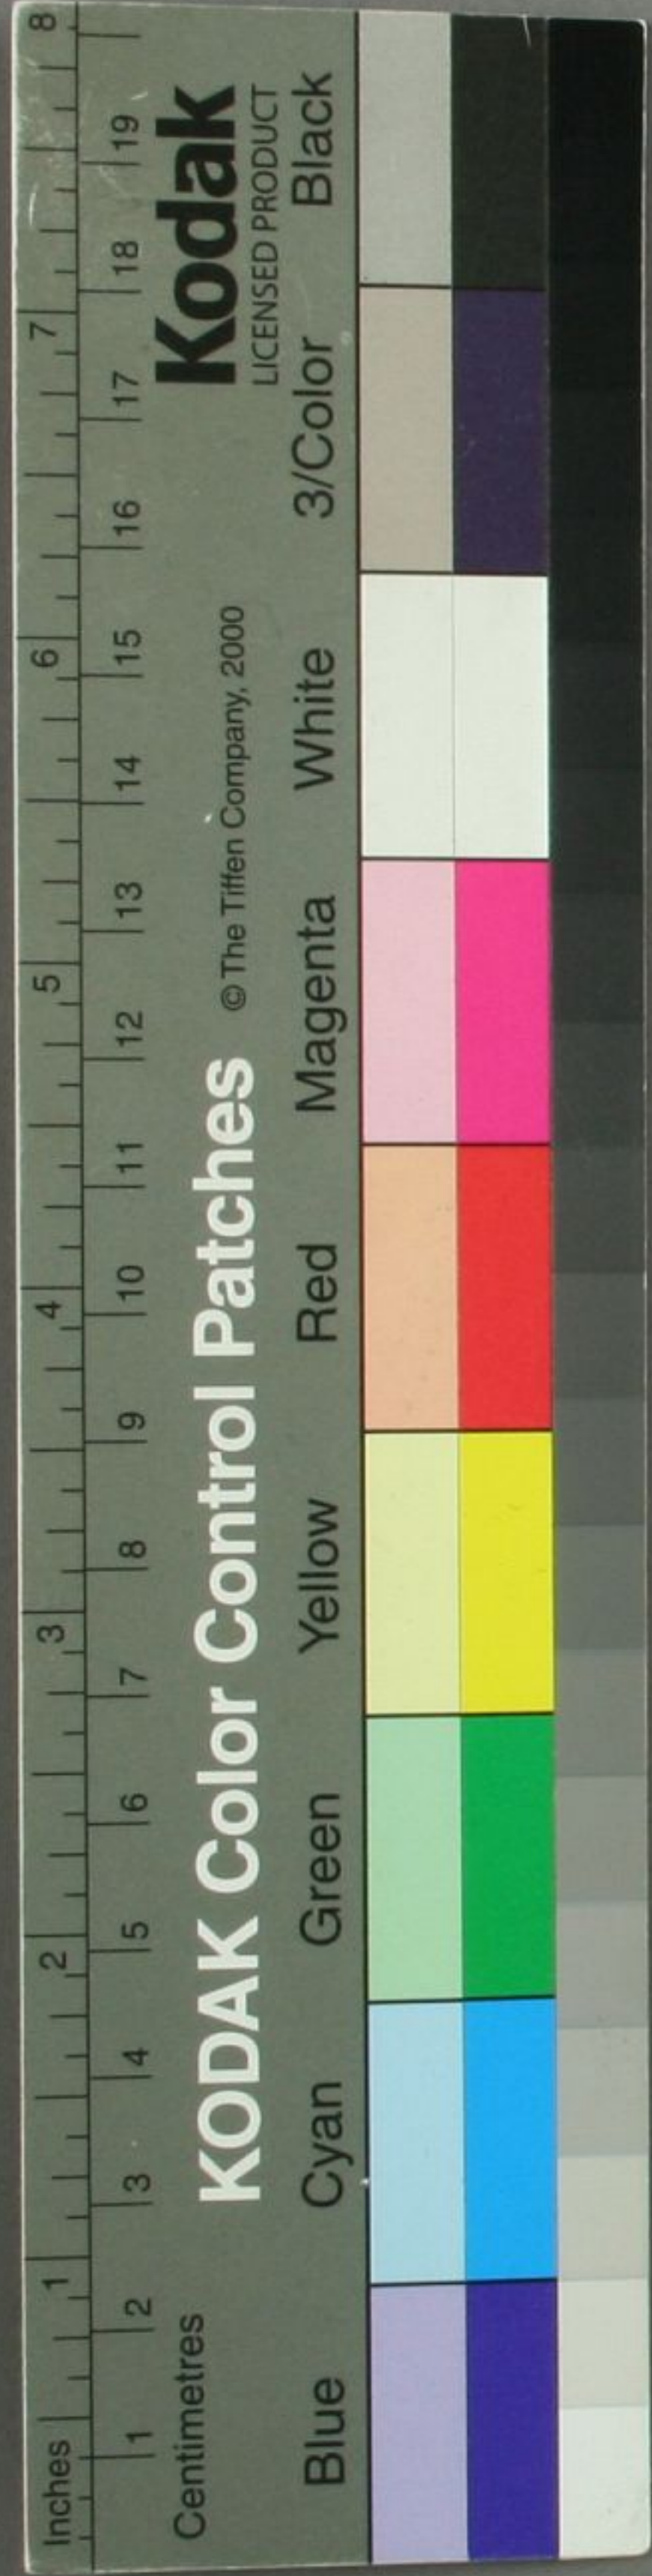 Inches 1 2 3 4 5 6 7 8
Centimetres 1 2 3 4 5 6 7 8 9 10 11 12 13 14 15 16 17 18 19
KODAK Color Control Patches © The Tiffen Company, 2000 Kodak
LICENSED PRODUCT
Blue Cyan Green Yellow Red Magenta White 3/Color Black